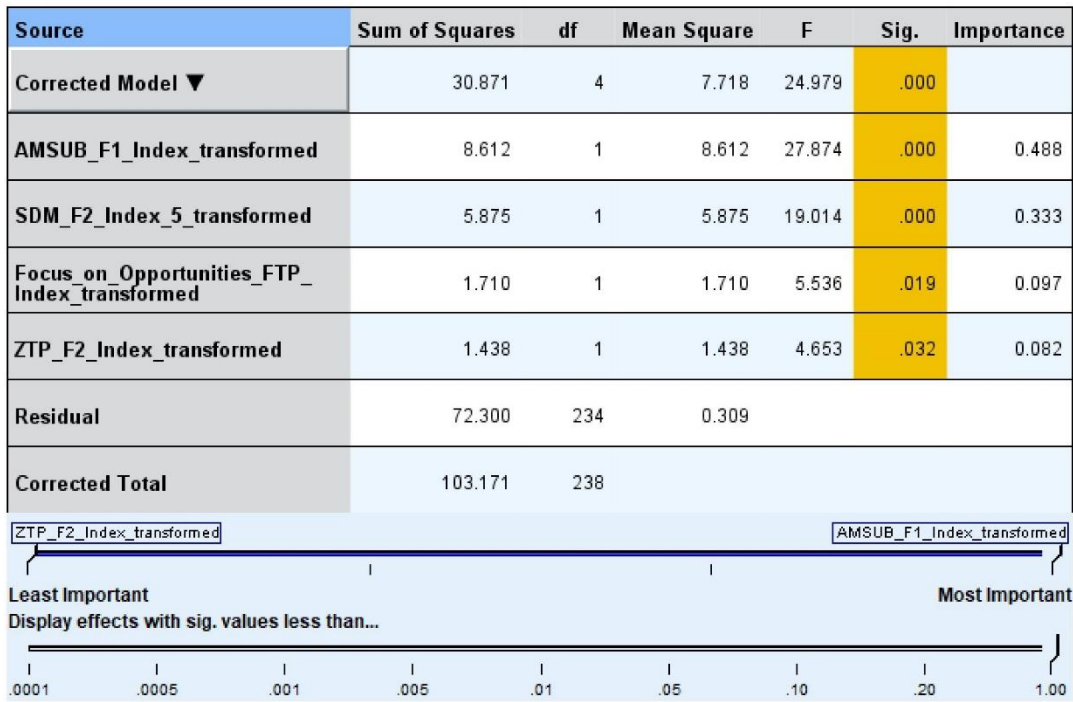 Source Sum of Squares df Mean Square F Sig. Importance
Corrected Model ▼ 30.871 4 7.718 24.979 .000
AMSUB_F1_Index_transformed 8.612 1 8.612 27.874 .000 0.488
SDM_F2_Index_5_transformed 5.875 1 5.875 19.014 .000 0.333
Focus_on_Opportunities_FTP_
Index_transformed 1.710 1 1.710 5.536 .019 0.097
ZTP_F2_Index_transformed 1.438 1 1.438 4.653 .032 0.082
Residual 72.300 234 0.309
Corrected Total 103.171 238
ZTP_F2_Index_transformed AMSUB_F1_Index_transformed
Least Important Most Important
Display effects with sig. values less than...
.0001 .0005 .001 .005 .01 .05 .10 .20 1.00